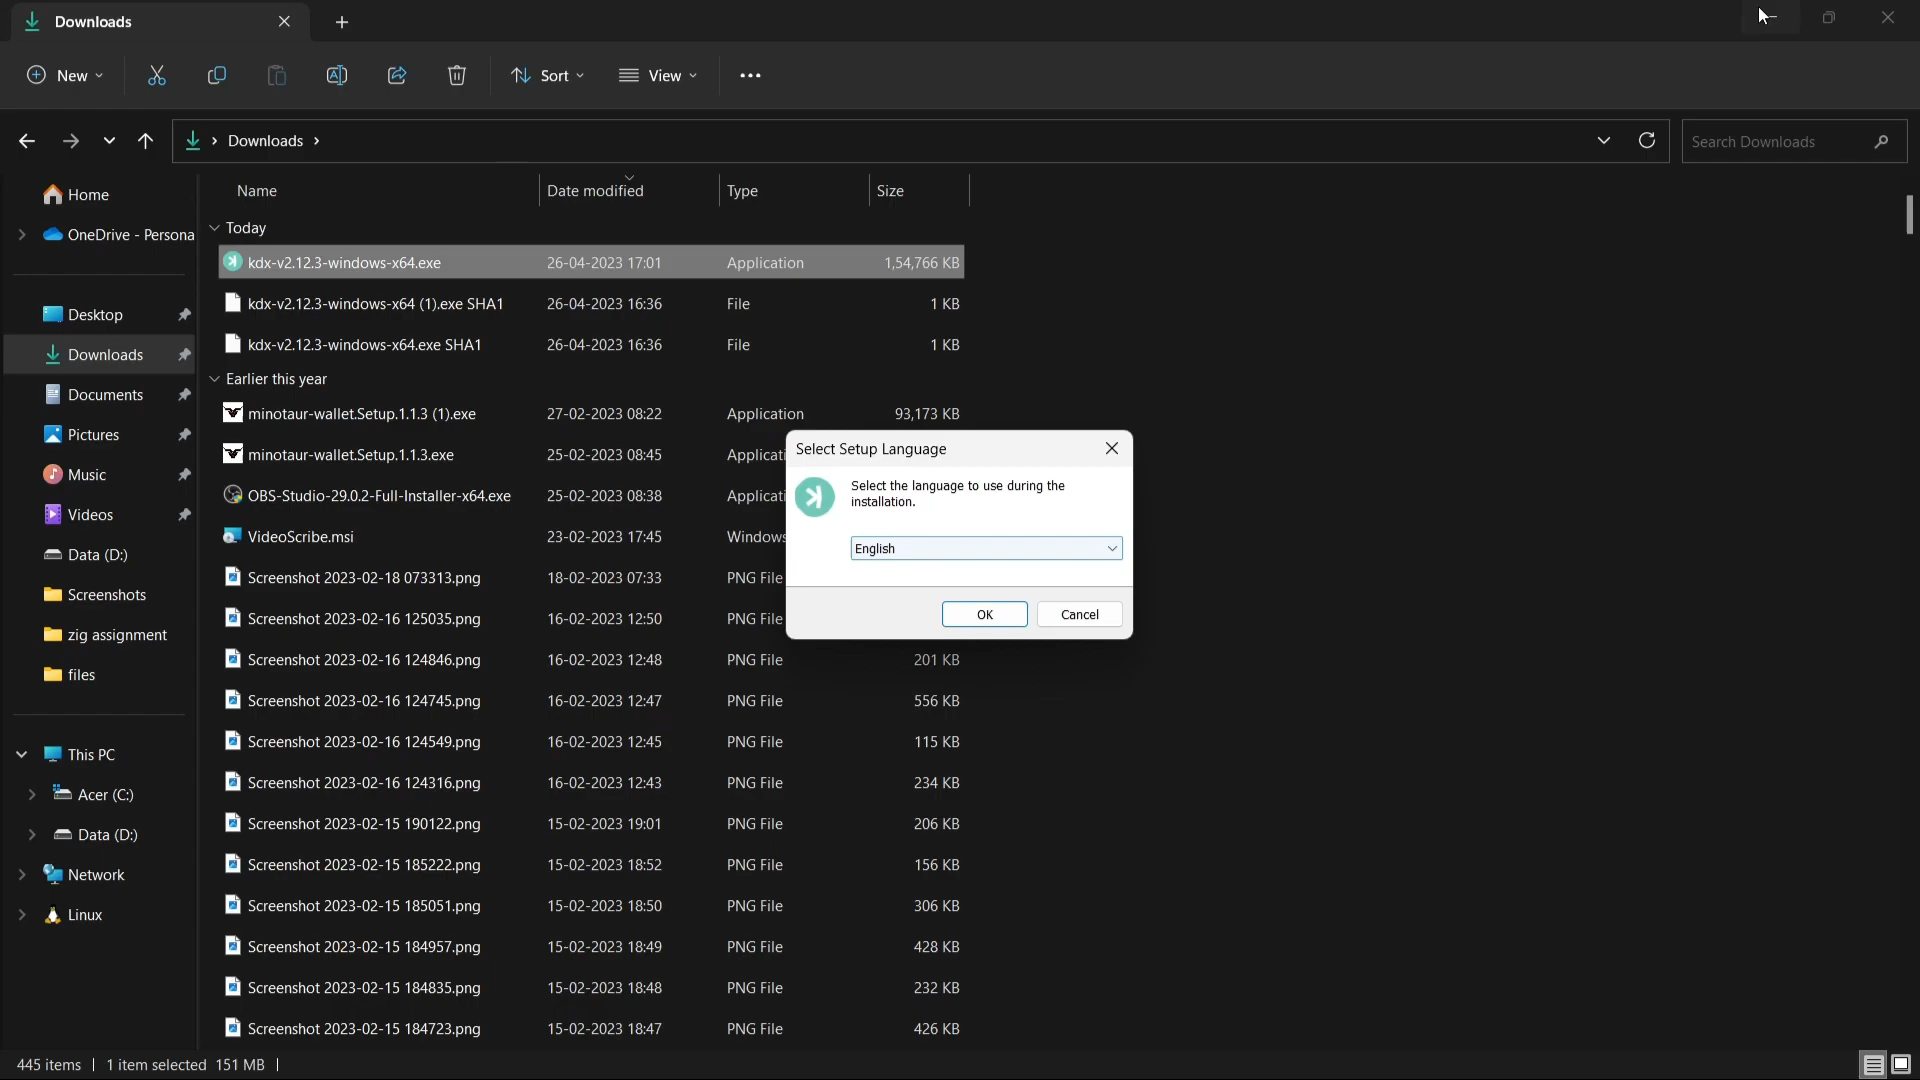 Downloads
New
Sort
View
Downloads
Search Downloads
Home
OneDrive - Persona
Desktop
Downloads
Documents
Pictures
Music
Videos
Data (D:)
Screenshots
zig assignment
files
This PC
Acer (C:)
Data (D:)
Network
Linux
Name Date modified Type Size
Today
kdx-v2.12.3-windows-x64.exe 26-04-2023 17:01 Application 1,54,766 KB
kdx-v2.12.3-windows-x64 (1).exe SHA1 26-04-2023 16:36 File 1 KB
kdx-v2.12.3-windows-x64.exe SHA1 26-04-2023 16:36 File 1 KB
Earlier this year
minotaur-wallet.Setup.1.1.3 (1).exe 27-02-2023 08:22 Application 93,173 KB
minotaur-wallet.Setup.1.1.3.exe 25-02-2023 08:45 Applicati
OBS-Studio-29.0.2-Full-Installer-x64.exe 25-02-2023 08:38 Applicati
VideoScribe.msi 23-02-2023 17:45 Windows
Screenshot 2023-02-18 073313.png 18-02-2023 07:33 PNG File
Screenshot 2023-02-16 125035.png 16-02-2023 12:50 PNG File
Screenshot 2023-02-16 124846.png 16-02-2023 12:48 PNG File 201 KB
Screenshot 2023-02-16 124745.png 16-02-2023 12:47 PNG File 556 KB
Screenshot 2023-02-16 124549.png 16-02-2023 12:45 PNG File 115 KB
Screenshot 2023-02-16 124316.png 16-02-2023 12:43 PNG File 234 KB
Screenshot 2023-02-15 190122.png 15-02-2023 19:01 PNG File 206 KB
Screenshot 2023-02-15 185222.png 15-02-2023 18:52 PNG File 156 KB
Screenshot 2023-02-15 185051.png 15-02-2023 18:50 PNG File 306 KB
Screenshot 2023-02-15 184957.png 15-02-2023 18:49 PNG File 428 KB
Screenshot 2023-02-15 184835.png 15-02-2023 18:48 PNG File 232 KB
Screenshot 2023-02-15 184723.png 15-02-2023 18:47 PNG File 426 KB
Select Setup Language
Select the language to use during the
installation.
English
OK Cancel
445 items 1 item selected 151 MB